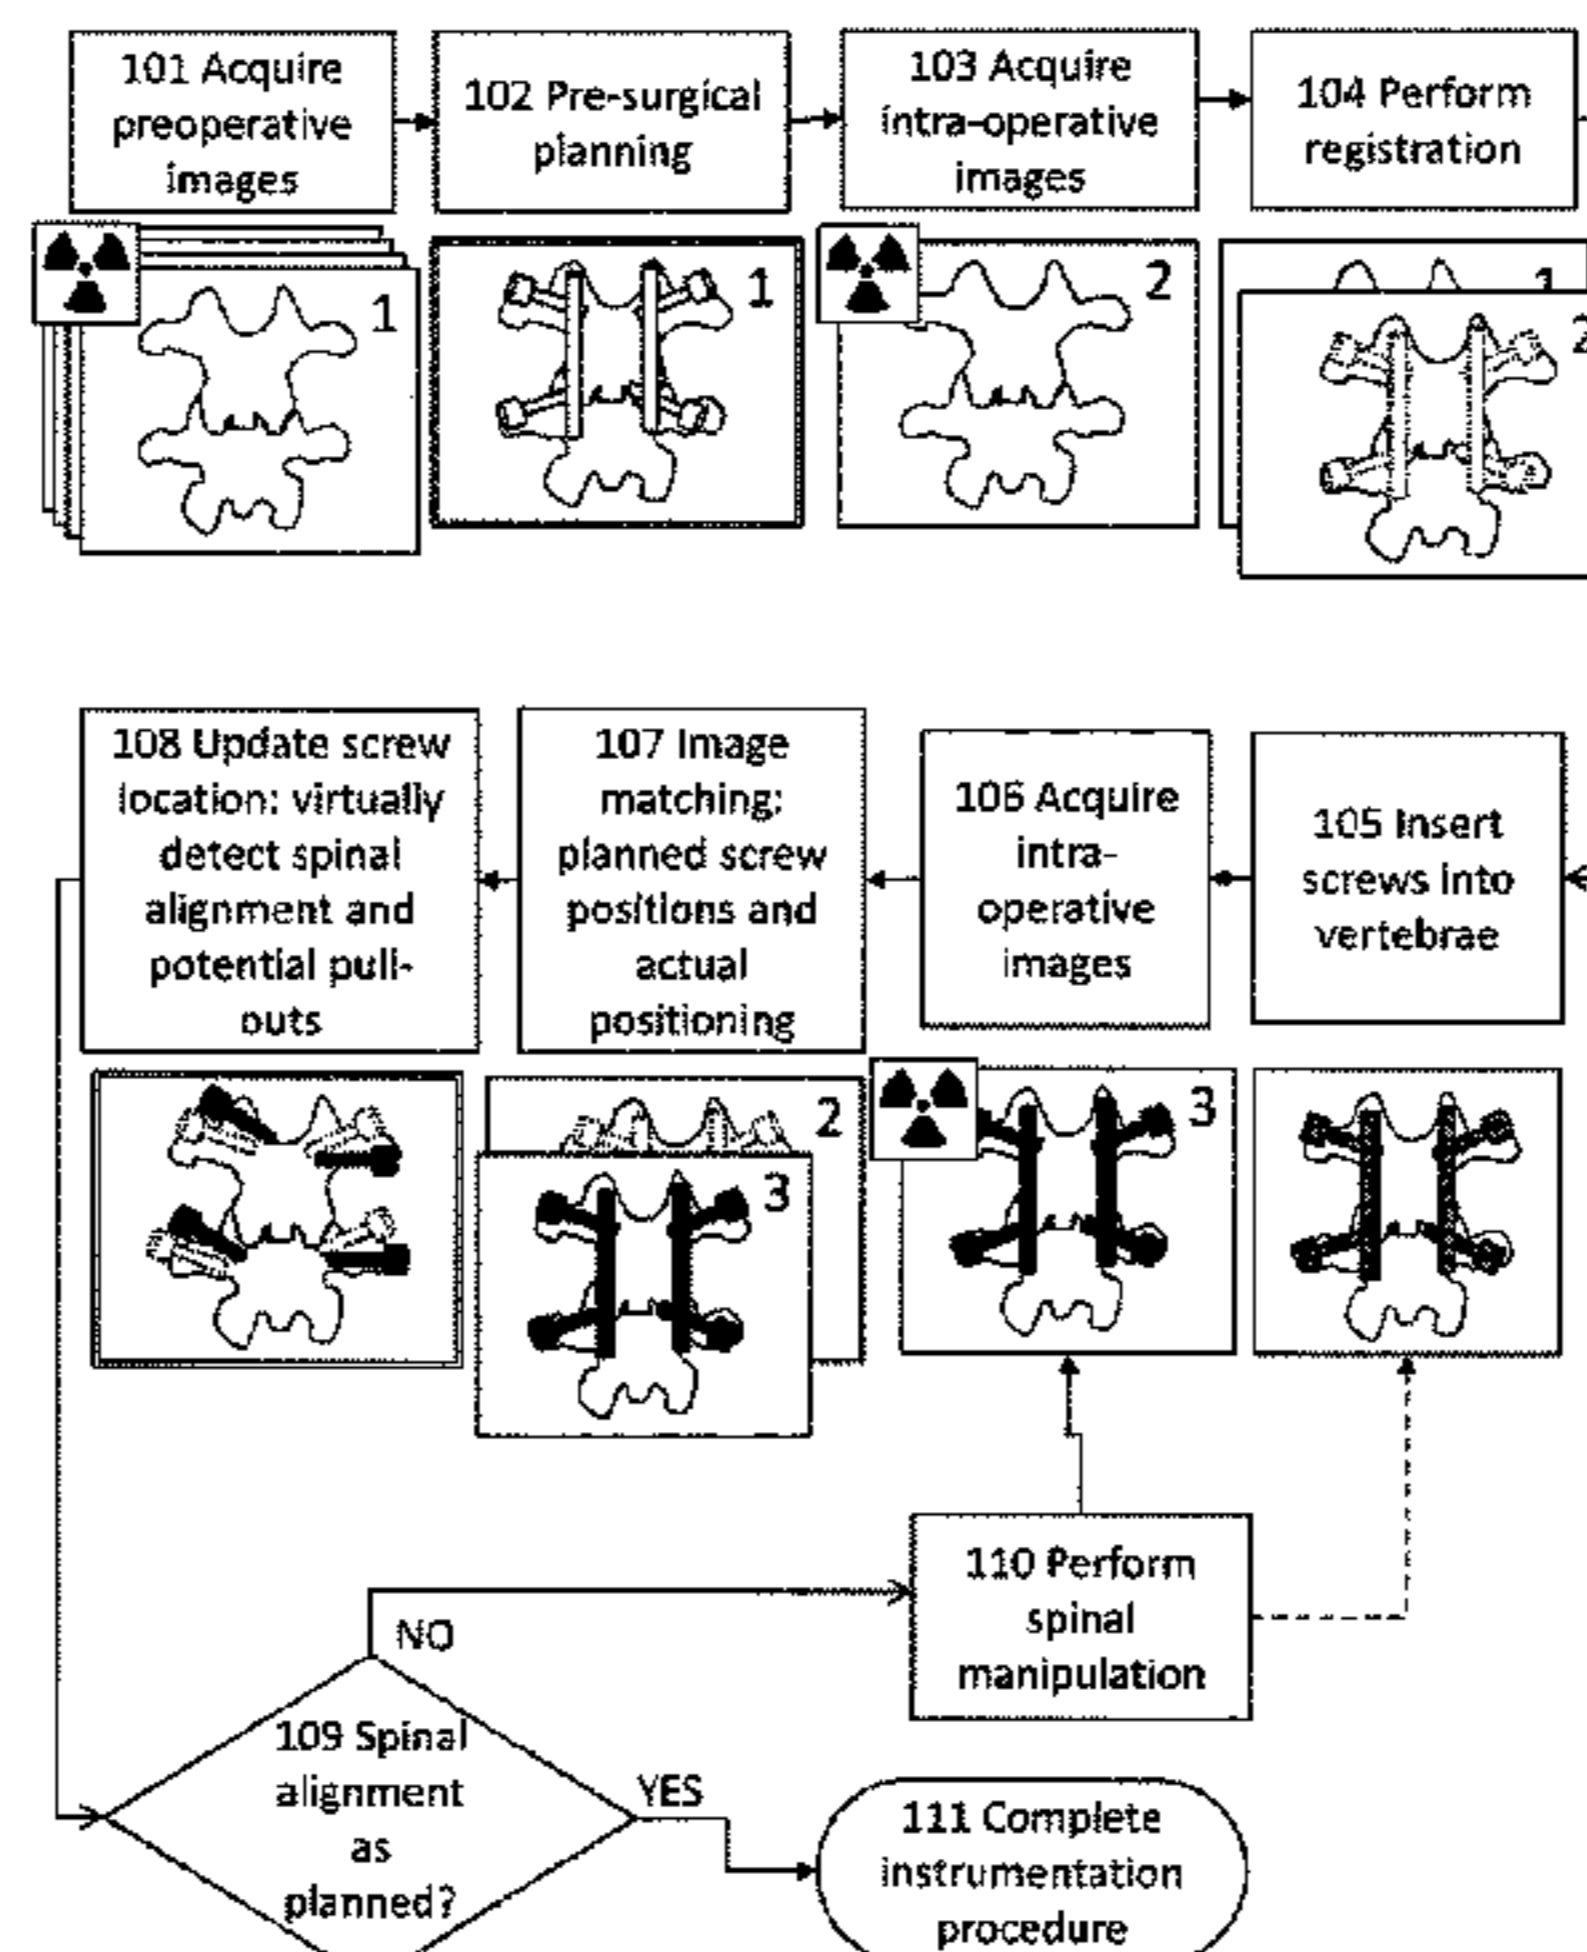 101 Acquire
preoperative
images
102 Pre-surgical
planning
103 Acquire
intra-operative
images
104 Perform
registration
1
1
2
1
2
108 Update screw
location: virtually
detect spinal
alignment and
potential pull-
outs
107 Image
matching:
planned screw
positions and
actual
positioning
106 Acquire
intra-
operative
images
105 Insert
screws into
vertebrae
2
3
3
110 Perform
spinal
manipulation
NO
109 Spinal
alignment
as
planned?
YES
111 Complete
instrumentation
procedure